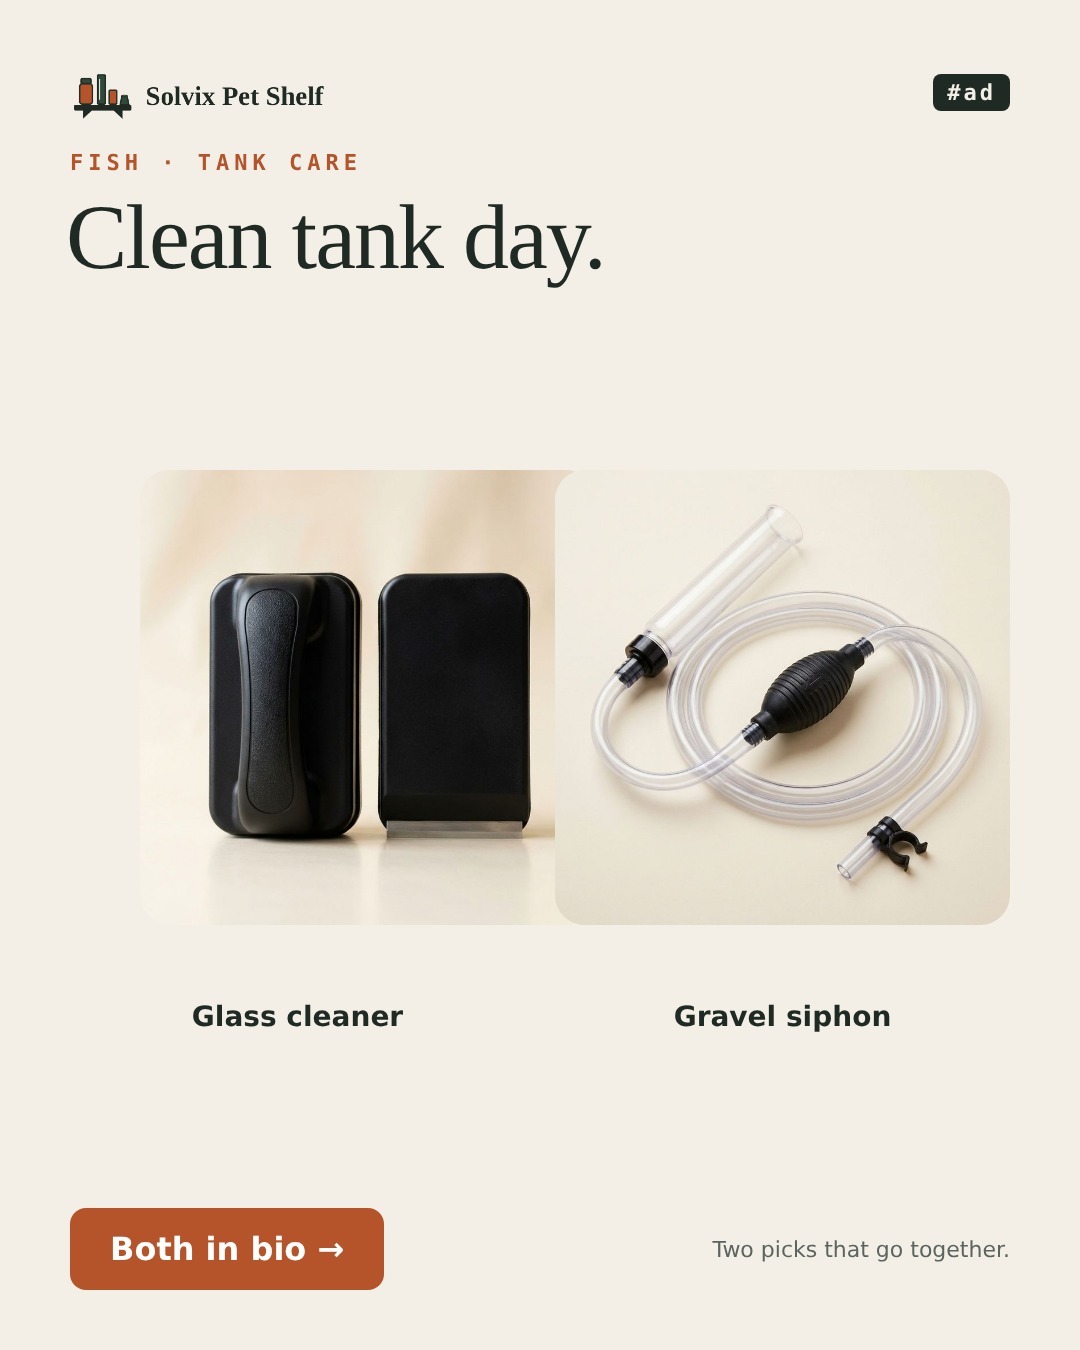 Solvix Pet Shelf
#ad
FISH · TANK CARE
Clean tank day.
Glass cleaner
Gravel siphon
Both in bio →
Two picks that go together.